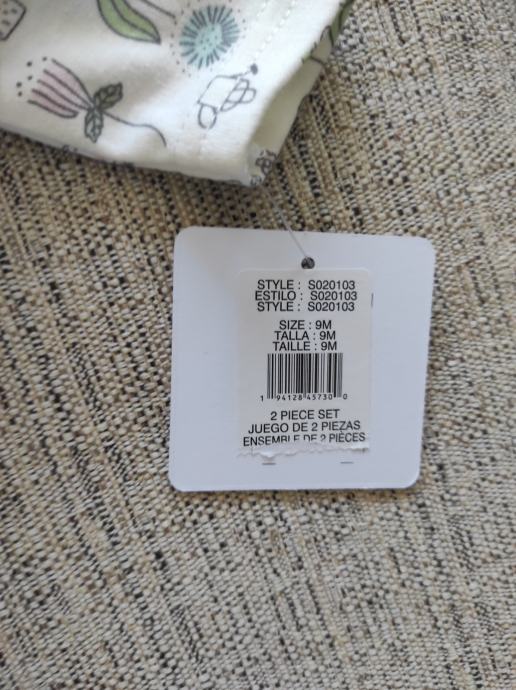 STYLE : S020103
ESTILO : S020103
STYLE : S020103
SIZE : 9M
TALLA : 9M
TAILLE : 9M
1 94128 45730 0
2 PIECE SET
JUEGO DE 2 PIEZAS
ENSEMBLE DE 2 PIÈCES